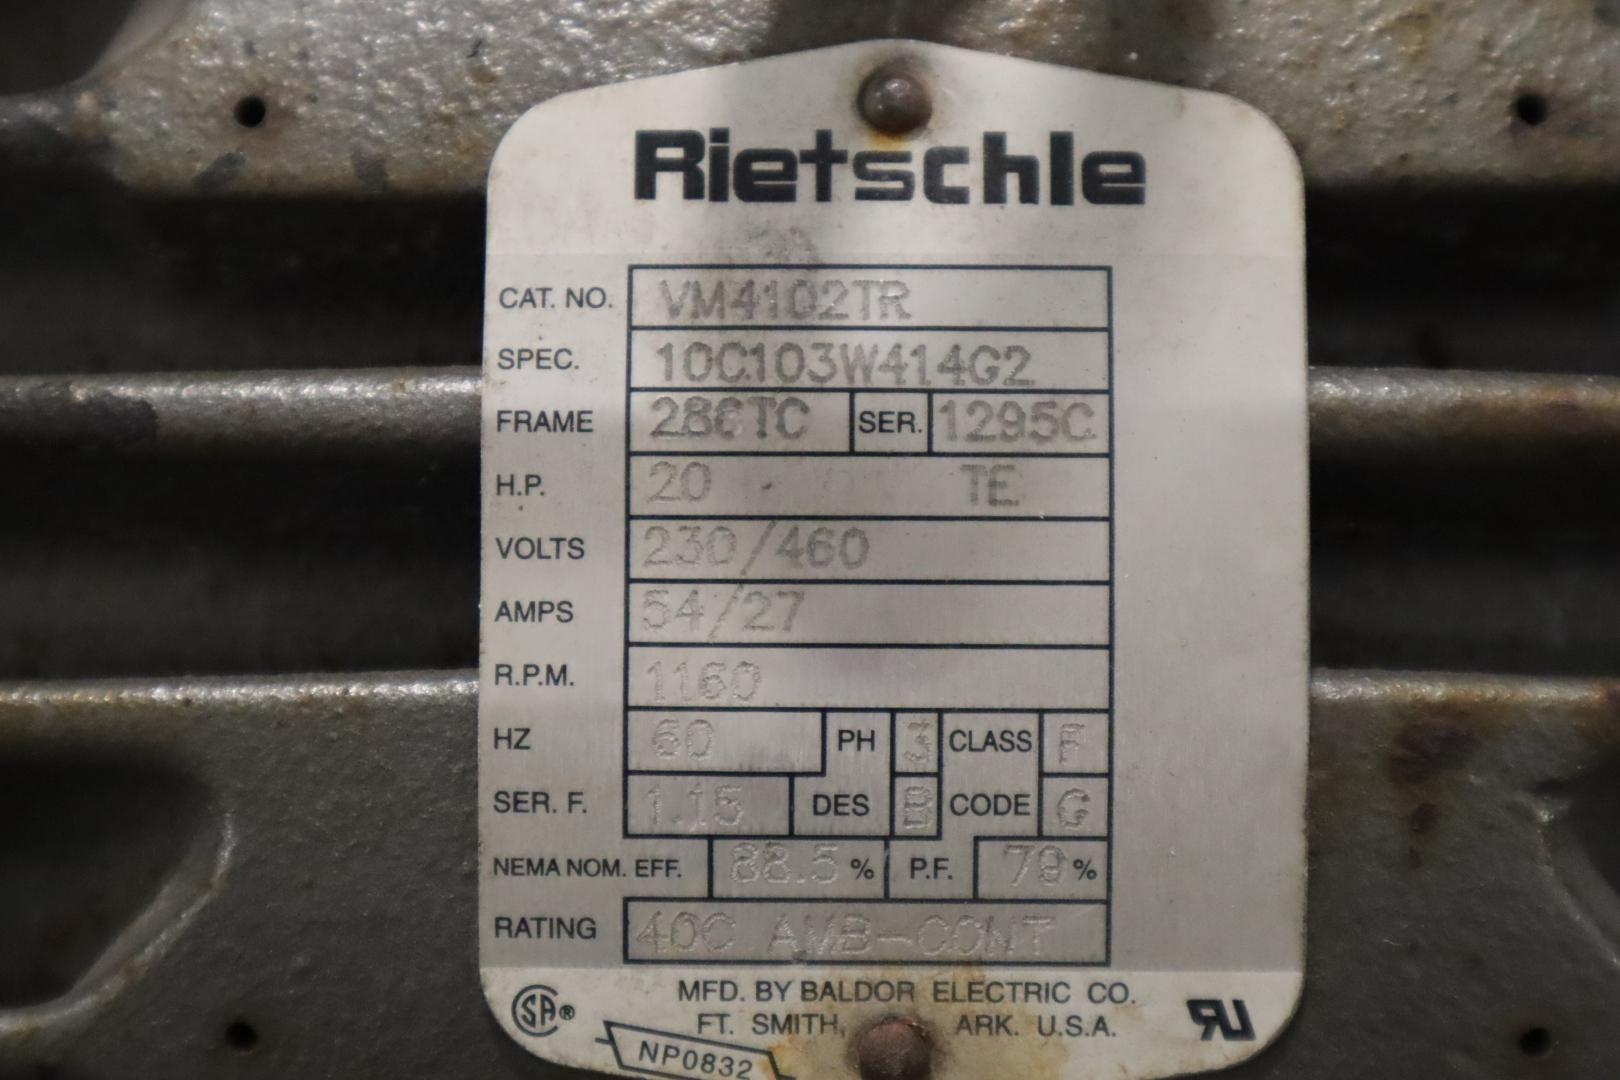 Rietschle
CAT. NO. VM4102TR
SPEC. 10C103W414G2
FRAME 286TC SER. 1295C
H.P. 20 TE
VOLTS 230/460
AMPS 54/27
R.P.M. 1160
HZ 60 PH 3 CLASS F
SER. F. 1.15 DES B CODE G
NEMA NOM. EFF. 88.5 % P.F. 79 %
RATING 40C AMB-CONT
MFD. BY BALDOR ELECTRIC CO.
FT. SMITH, ARK. U.S.A.
NP0832